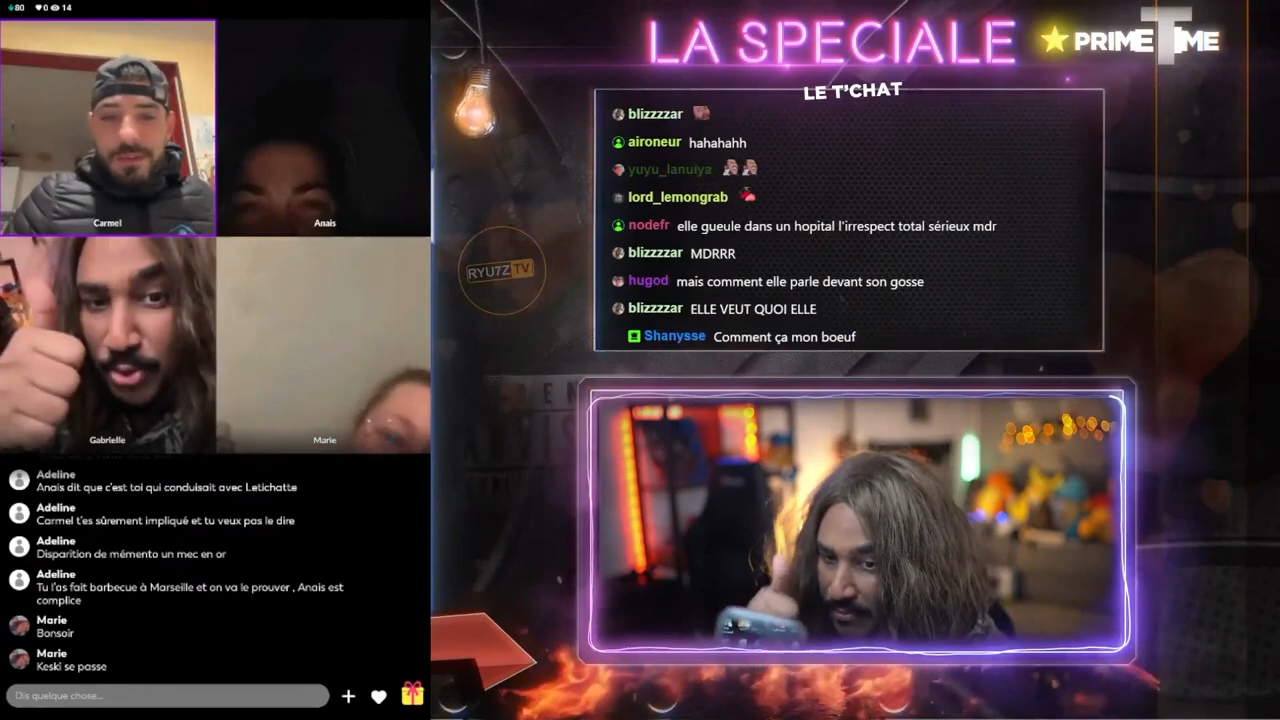 80 0 14
Carmel
Anais
Gabrielle
Marie
Adeline
Anais dit que c'est toi qui conduisait avec Letichatte
Adeline
Carmel t'es sûrement impliqué et tu veux pas le dire
Adeline
Disparition de mémento un mec en or
Adeline
Tu l'as fait barbecue à Marseille et on va le prouver , Anais est
complice
Marie
Bonsoir
Marie
Keski se passe
Dis quelque chose...
LA SPECIALE
PRIME TIME
LE T'CHAT
blizzzzar
aironeur hahahahh
yuyu_lanuiya
lord_lemongrab
nodefr elle gueule dans un hopital l'irrespect total sérieux mdr
blizzzzar MDRRR
hugod mais comment elle parle devant son gosse
blizzzzar ELLE VEUT QUOI ELLE
Shanysse Comment ça mon boeuf
RYU7Z TV